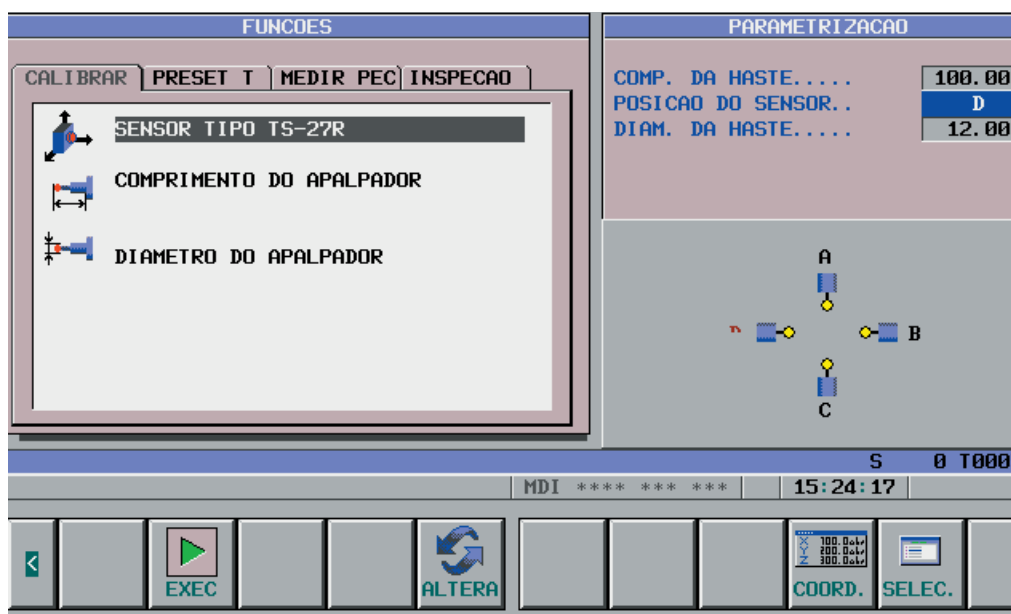 FUNCOES
CALIBRAR PRESET T MEDIR PEC INSPECAO
SENSOR TIPO TS-27R
COMPRIMENTO DO APALPADOR
DIAMETRO DO APALPADOR
PARAMETRIZACAO
COMP. DA HASTE..... 100.00
POSICAO DO SENSOR.. D
DIAM. DA HASTE..... 12.00
A
B
C
S 0 T000
MDI **** *** *** 15:24:17
<
EXEC
ALTERA
X
Y
Z
COORD.
SELEC.